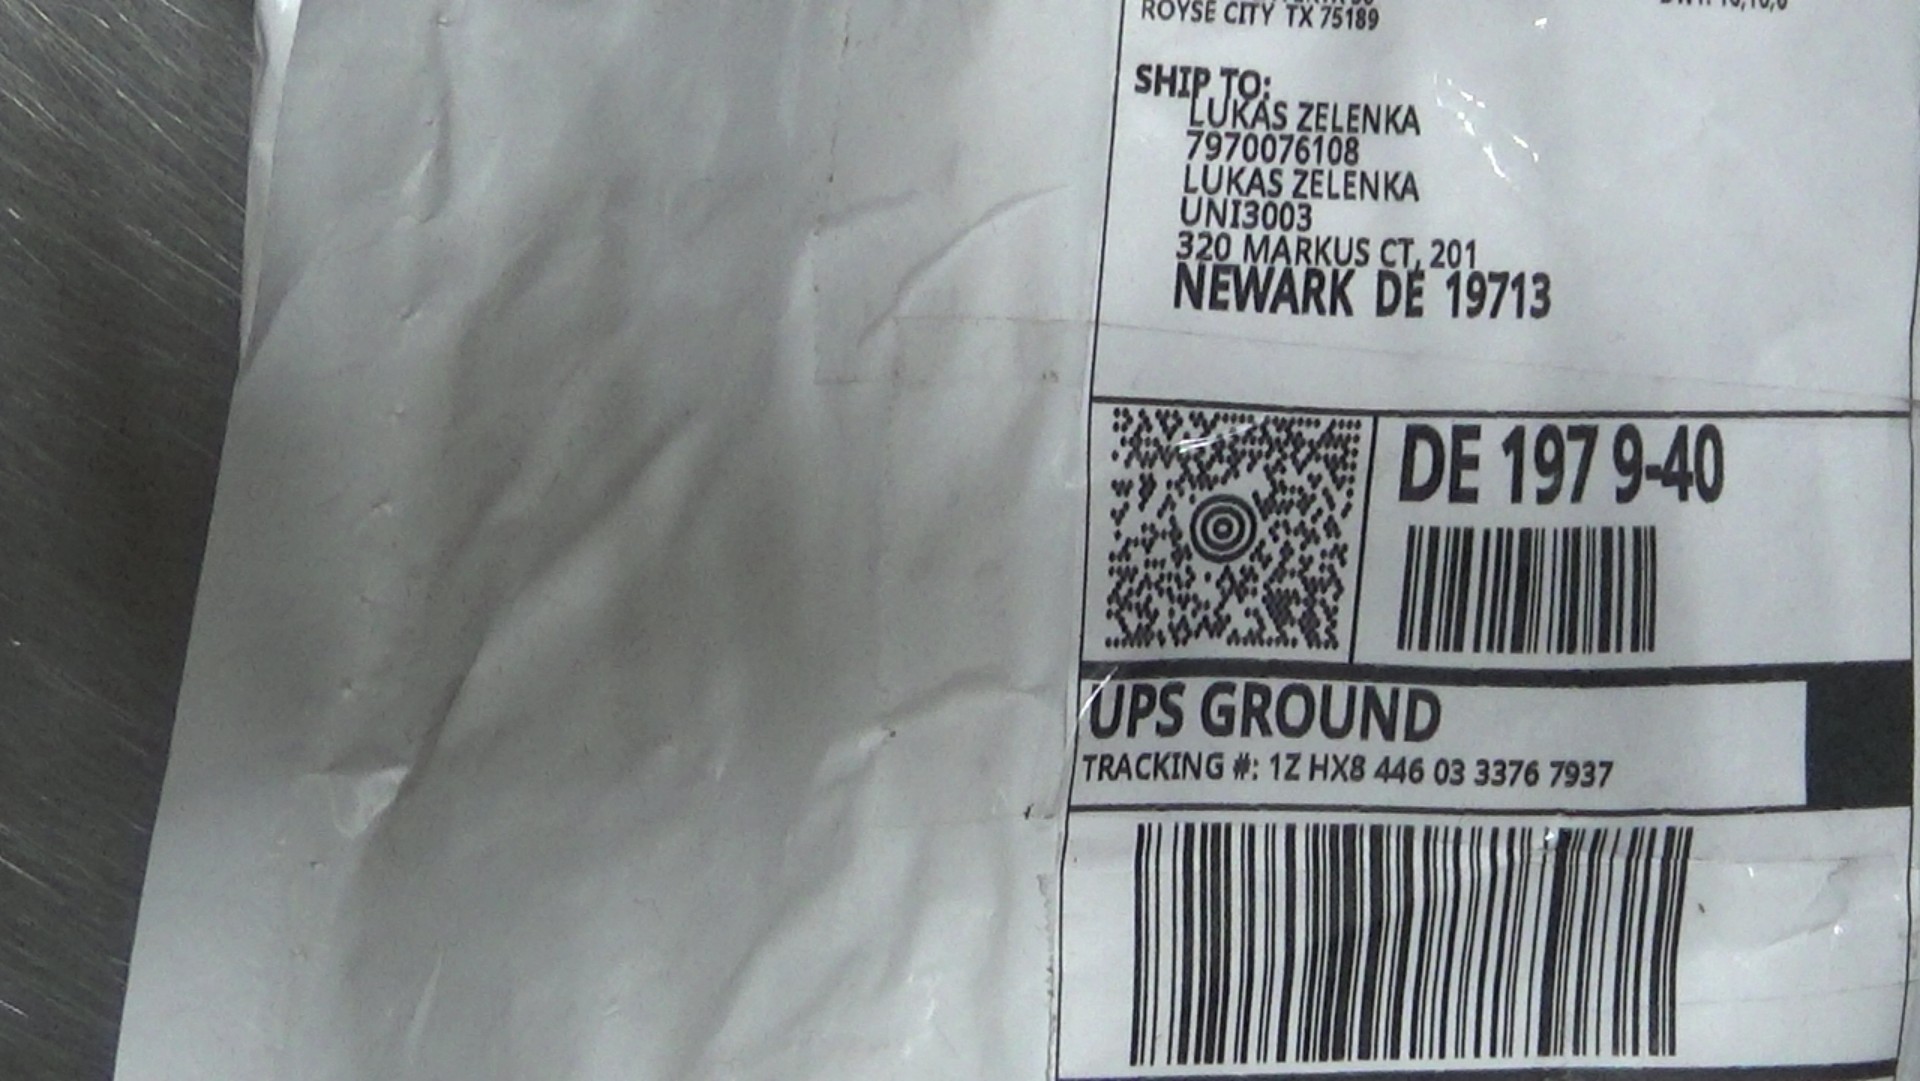 ROYSE CITY TX 75189
SHIP TO:
LUKAS ZELENKA
7970076108
LUKAS ZELENKA
UNI3003
320 MARKUS CT, 201
NEWARK DE 19713
DE 197 9-40
UPS GROUND
TRACKING #: 1Z HX8 446 03 3376 7937